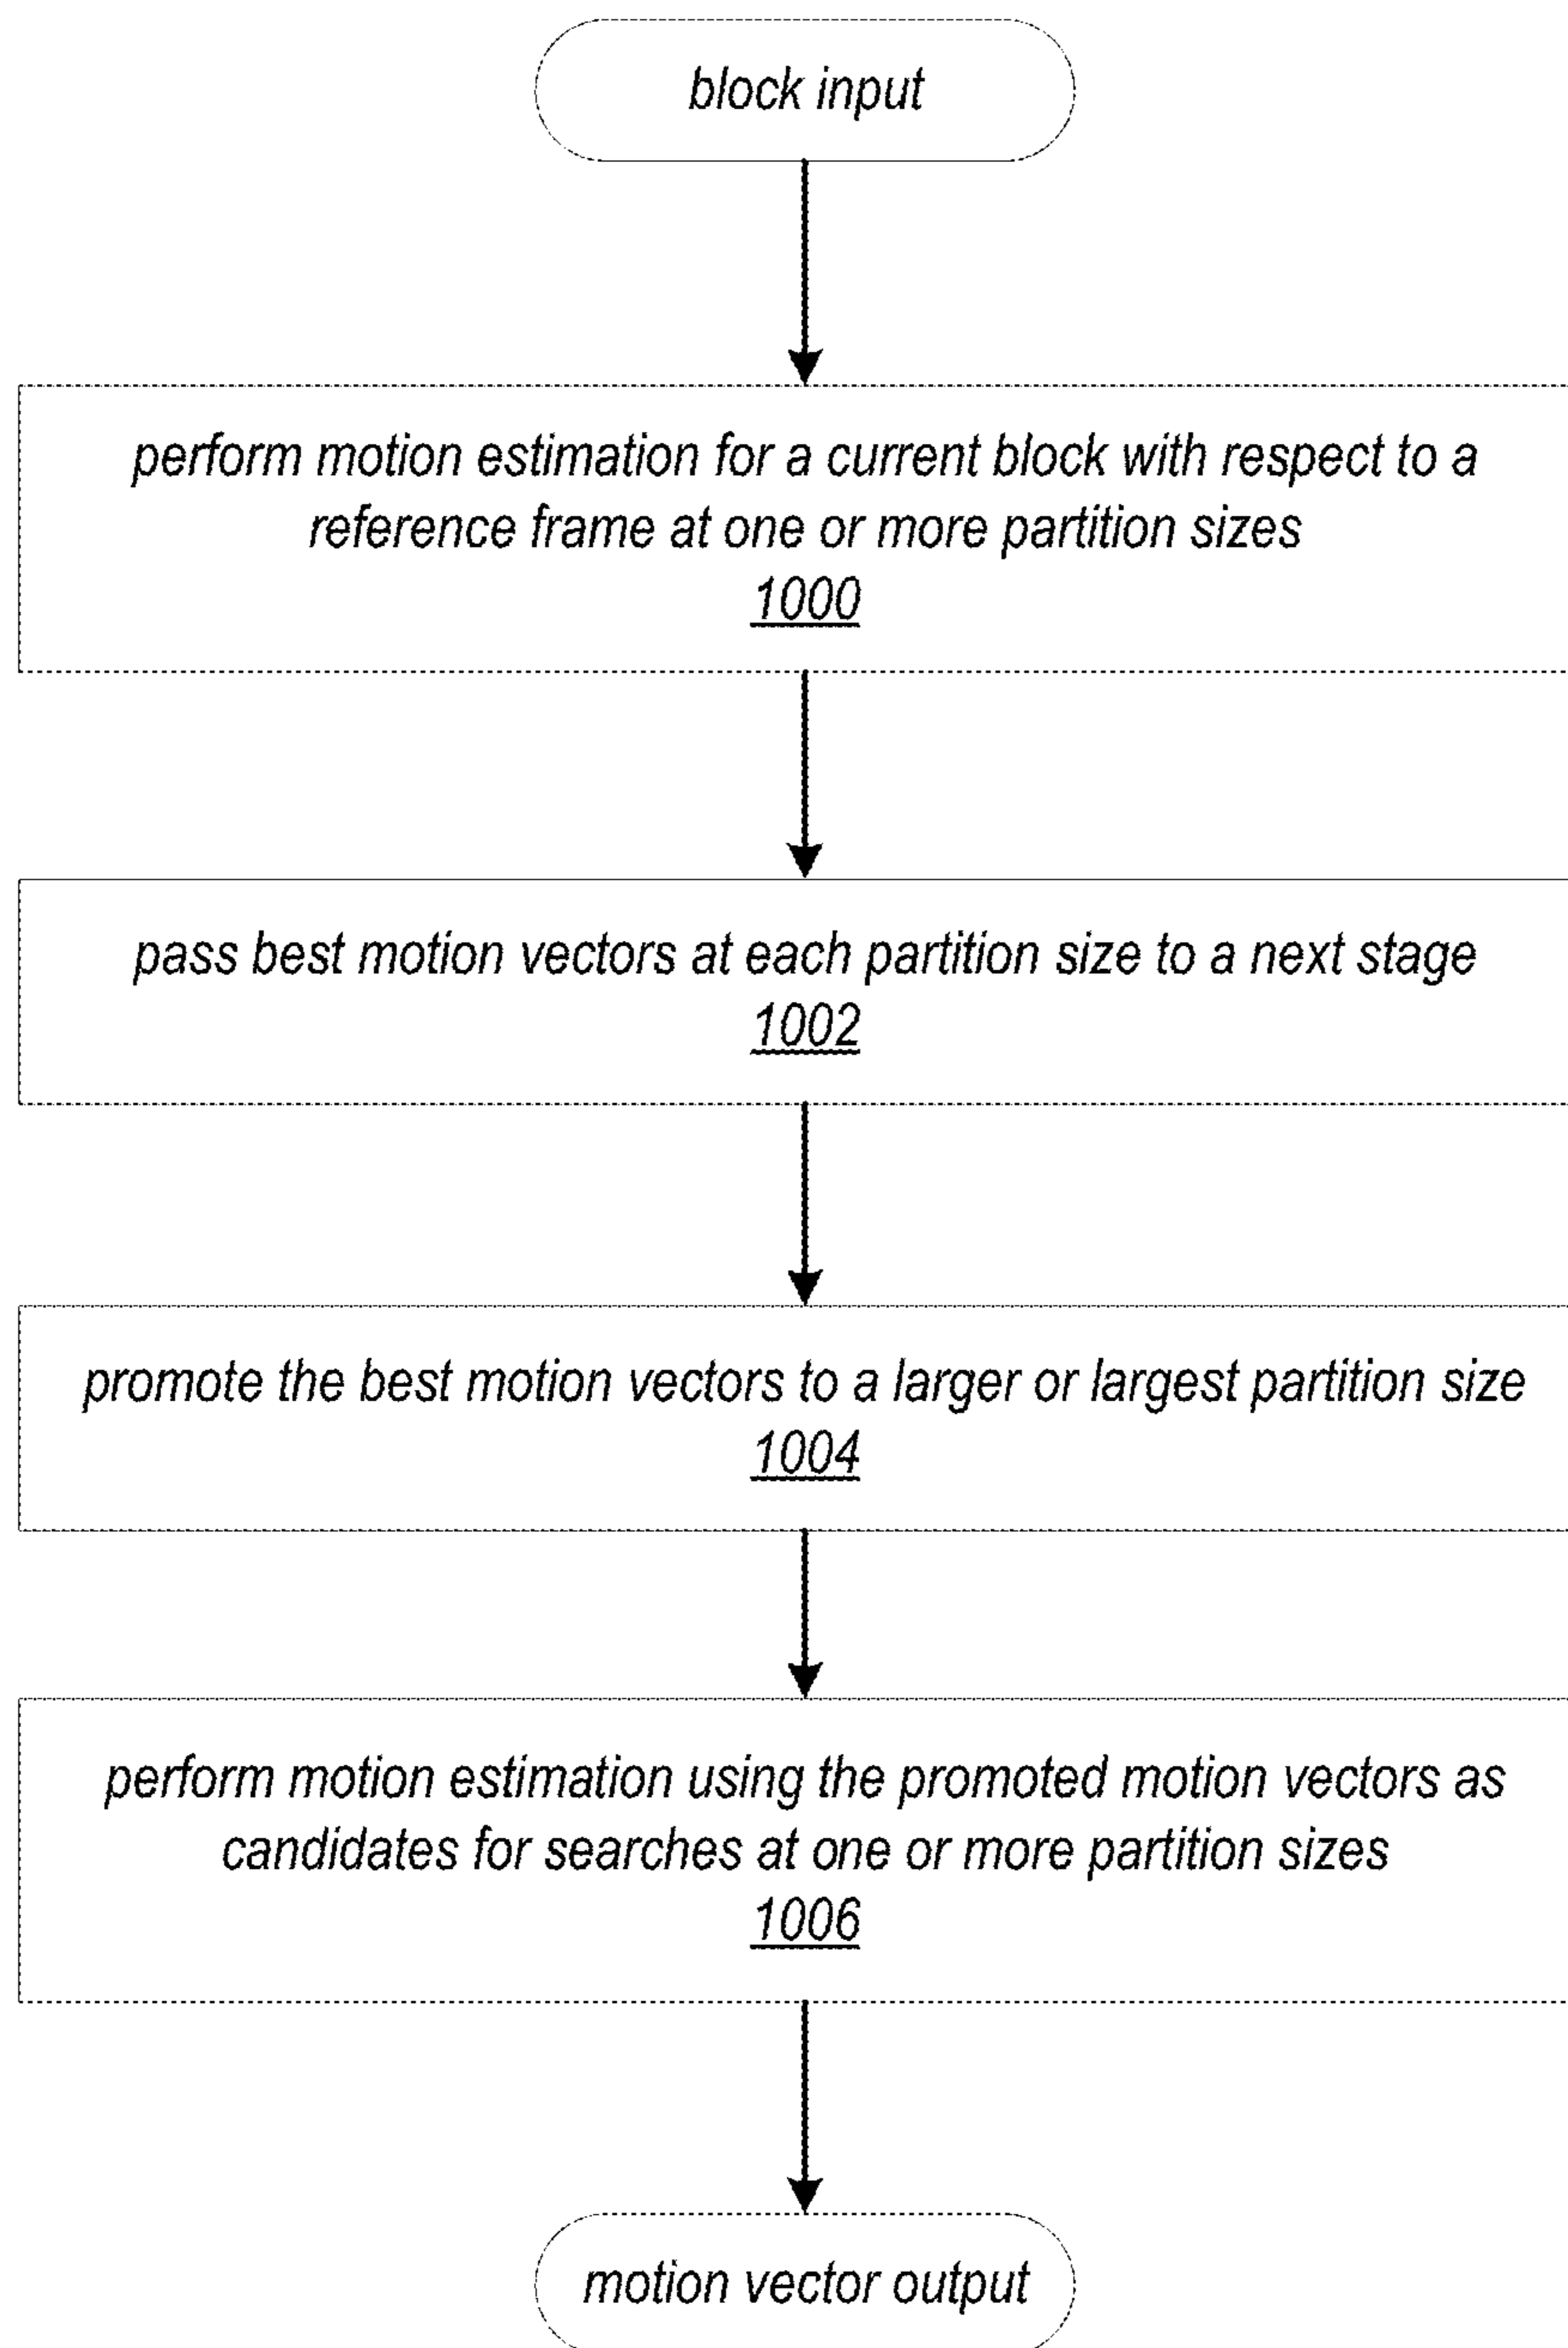 block input
perform motion estimation for a current block with respect to a
reference frame at one or more partition sizes
1000
pass best motion vectors at each partition size to a next stage
1002
promote the best motion vectors to a larger or largest partition size
1004
perform motion estimation using the promoted motion vectors as
candidates for searches at one or more partition sizes
1006
motion vector output